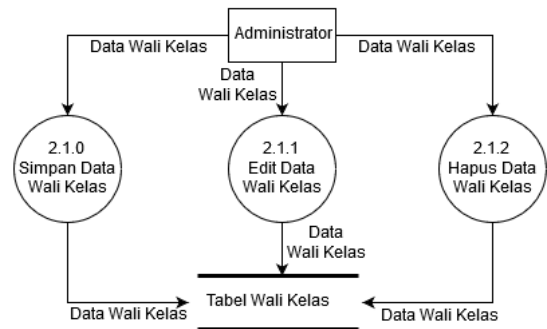 Administrator
Data Wali Kelas
Data
Wali Kelas
Data Wali Kelas
2.1.0
Simpan Data
Wali Kelas
2.1.1
Edit Data
Wali Kelas
2.1.2
Hapus Data
Wali Kelas
Data
Wali Kelas
Data Wali Kelas
Tabel Wali Kelas
Data Wali Kelas